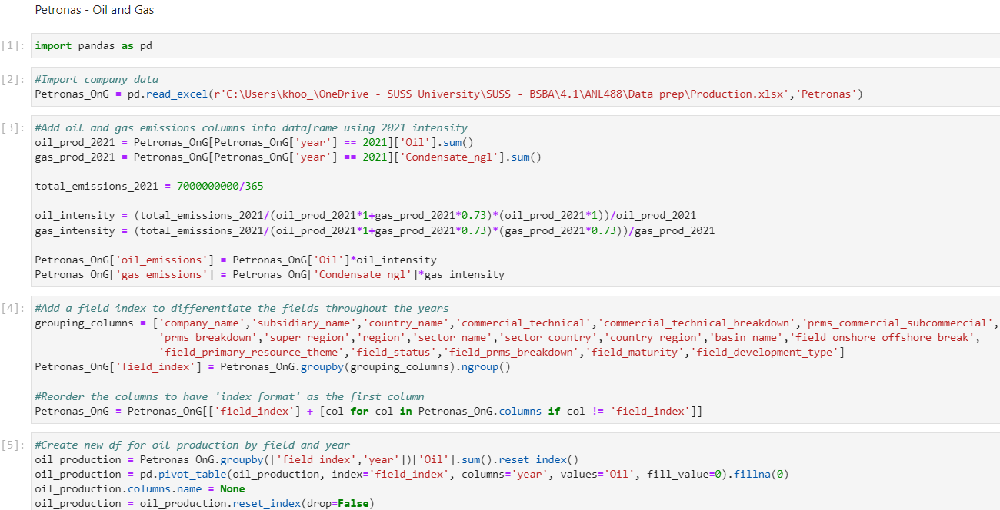 Petronas - Oil and Gas
[1]: import pandas as pd
[2]: #Import company data
Petronas_OnG = pd.read_excel(r'C:\Users\khoo_\OneDrive - SUSS University\SUSS - BSBA\4.1\ANL488\Data prep\Production.xlsx','Petronas')
[3]: #Add oil and gas emissions columns into dataframe using 2021 intensity
oil_prod_2021 = Petronas_OnG[Petronas_OnG['year'] == 2021]['Oil'].sum()
gas_prod_2021 = Petronas_OnG[Petronas_OnG['year'] == 2021]['Condensate_ngl'].sum()
total_emissions_2021 = 7000000000/365
oil_intensity = (total_emissions_2021/(oil_prod_2021*1+gas_prod_2021*0.73)*(oil_prod_2021*1))/oil_prod_2021
gas_intensity = (total_emissions_2021/(oil_prod_2021*1+gas_prod_2021*0.73)*(gas_prod_2021*0.73))/gas_prod_2021
Petronas_OnG['oil_emissions'] = Petronas_OnG['Oil']*oil_intensity
Petronas_OnG['gas_emissions'] = Petronas_OnG['Condensate_ngl']*gas_intensity
[4]: #Add a field index to differentiate the fields throughout the years
grouping_columns = ['company_name','subsidiary_name','country_name','commercial_technical','commercial_technical_breakdown','prms_commercial_subcommercial',
'prms_breakdown','super_region','region','sector_name','sector_country','country_region','basin_name','field_onshore_offshore_break',
'field_primary_resource_theme','field_status','field_prms_breakdown','field_maturity','field_development_type']
Petronas_OnG['field_index'] = Petronas_OnG.groupby(grouping_columns).ngroup()
#Reorder the columns to have 'index_format' as the first column
Petronas_OnG = Petronas_OnG[['field_index'] + [col for col in Petronas_OnG.columns if col != 'field_index']]
[5]: #Create new df for oil production by field and year
oil_production = Petronas_OnG.groupby(['field_index','year'])['Oil'].sum().reset_index()
oil_production = pd.pivot_table(oil_production, index='field_index', columns='year', values='Oil', fill_value=0).fillna(0)
oil_production.columns.name = None
oil_production = oil_production.reset_index(drop=False)